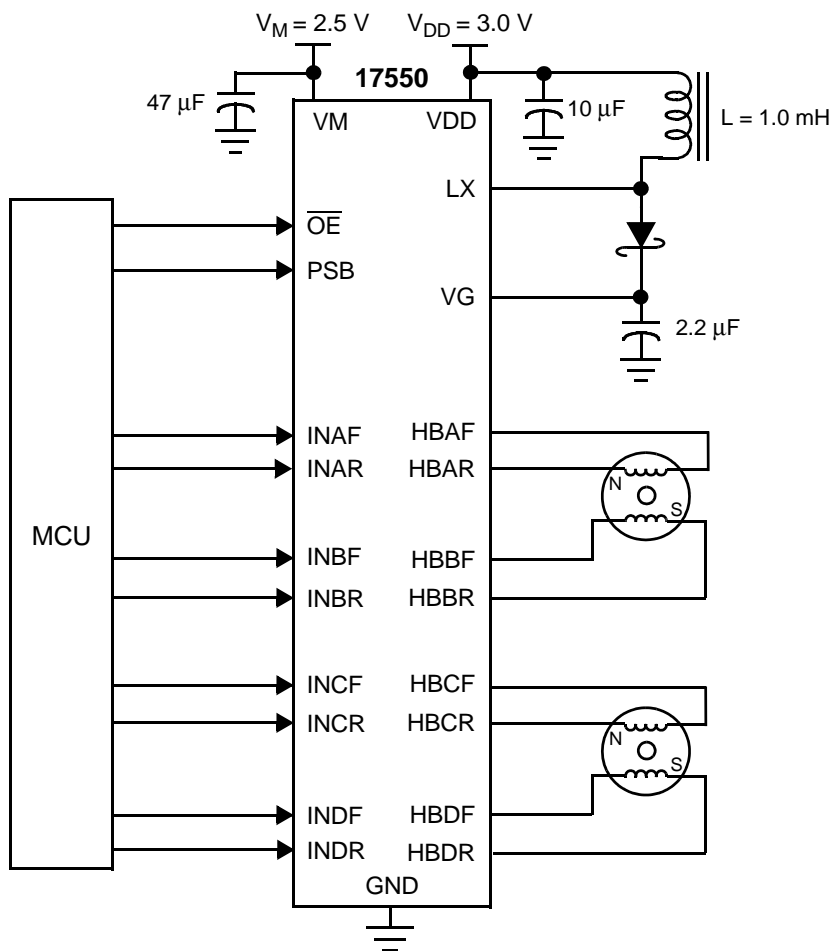 V_M = 2.5 V
V_DD = 3.0 V
17550
47 μF
VM
VDD
10 μF
L = 1.0 mH
LX
OE
PSB
VG
2.2 μF
MCU
INAF
HBAF
INAR
HBAR
N
S
INBF
HBBF
INBR
HBBR
INCF
HBCF
INCR
HBCR
N
S
INDF
HBDF
INDR
HBDR
GND